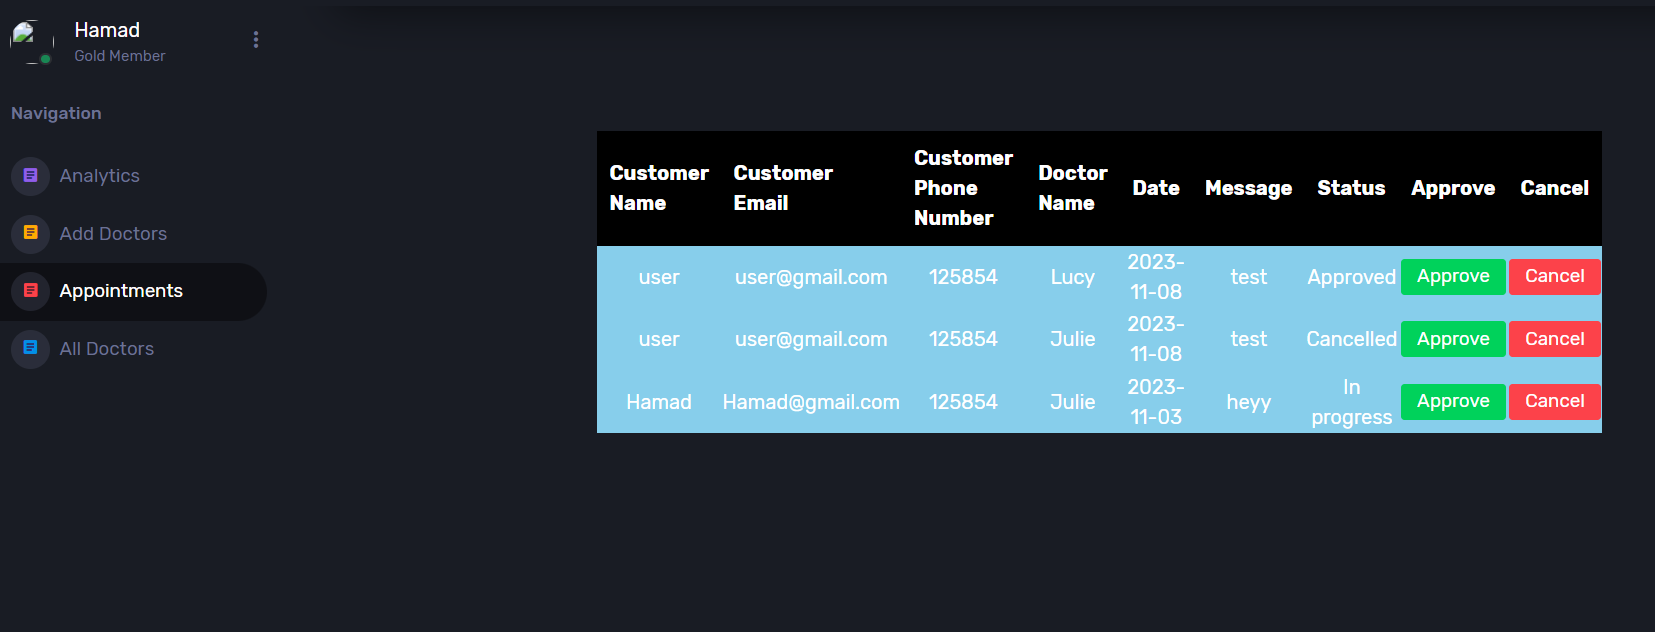 Hamad
Gold Member
Navigation
Analytics
Add Doctors
Appointments
All Doctors
Customer Name Customer Email Customer Phone Number Doctor Name Date Message Status Approve Cancel
user user@gmail.com 125854 Lucy 2023-11-08 test Approved Approve Cancel
user user@gmail.com 125854 Julie 2023-11-08 test Cancelled Approve Cancel
Hamad Hamad@gmail.com 125854 Julie 2023-11-03 heyy In progress Approve Cancel